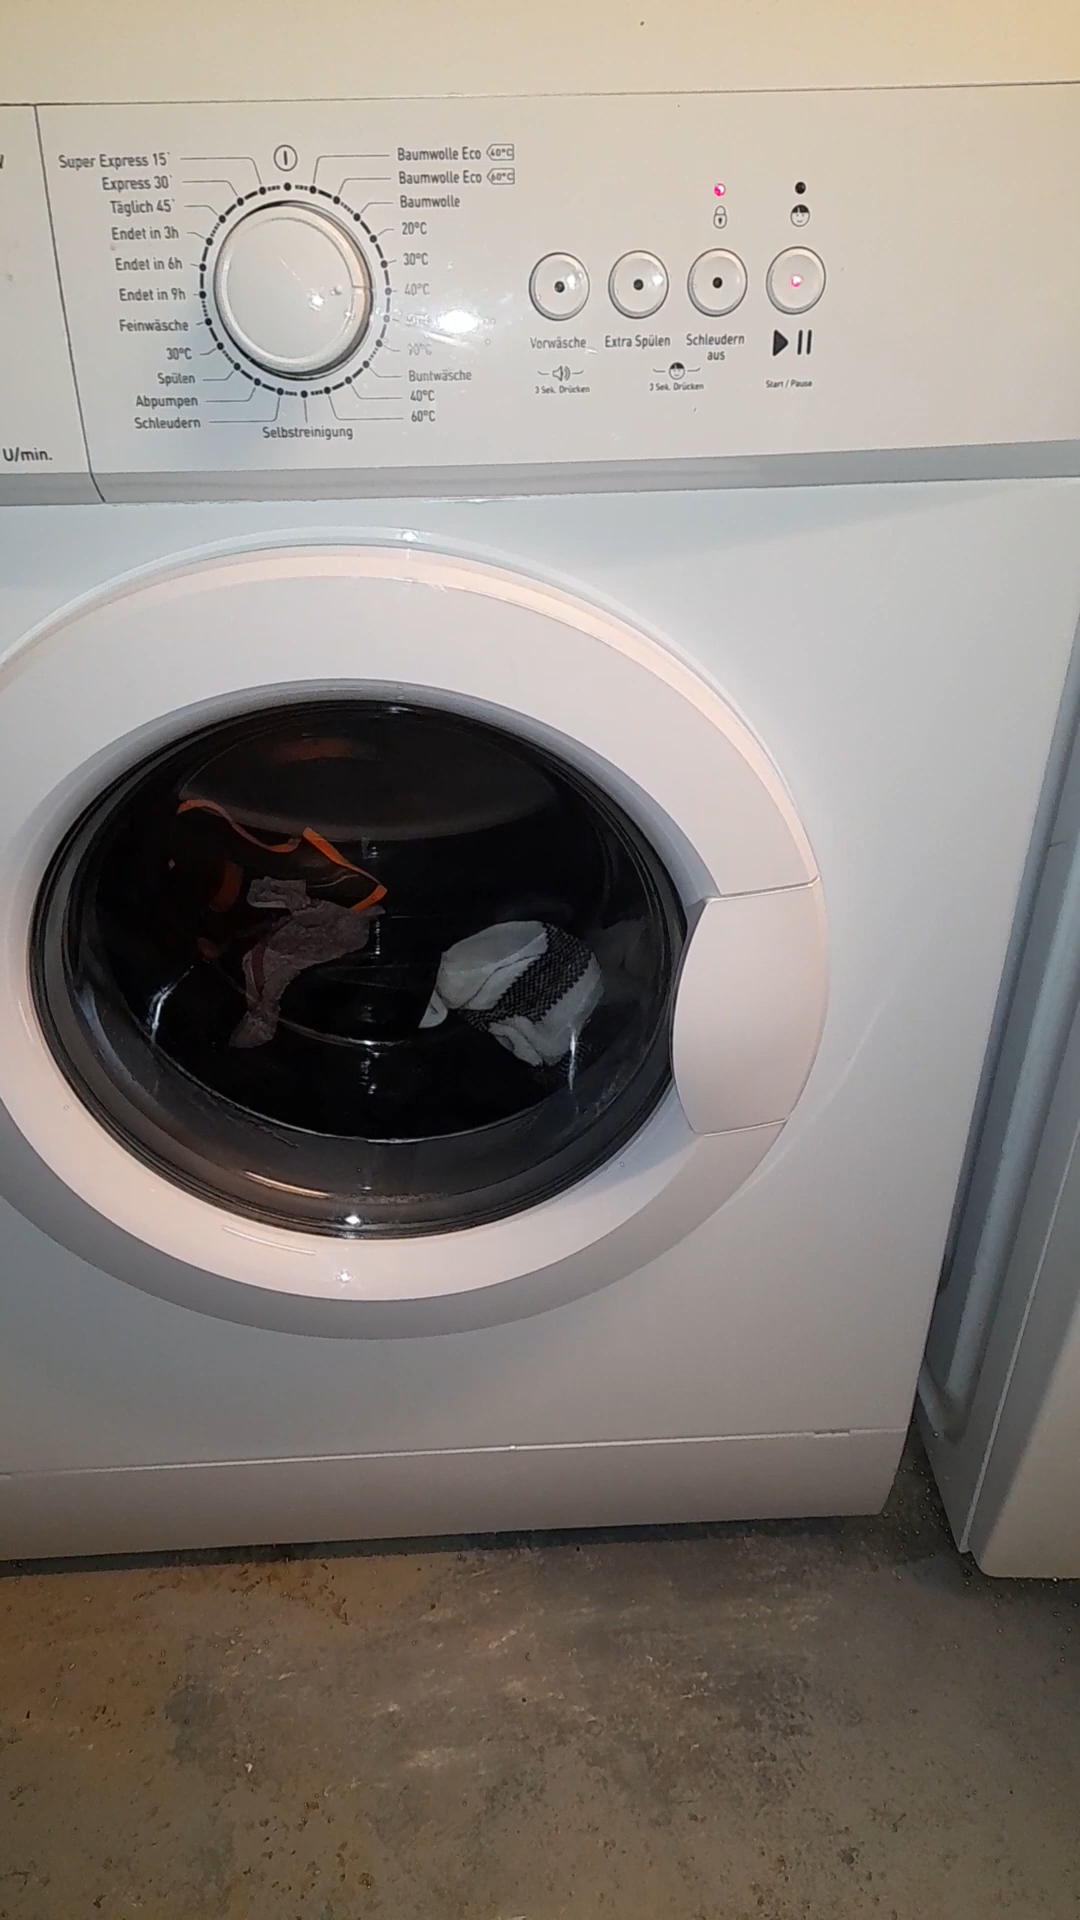 Super Express 15'
Express 30'
Täglich 45'
Endet in 3h
Endet in 6h
Endet in 9h
Feinwäsche
30°C
Spülen
Abpumpen
Schleudern
Selbstreinigung
Baumwolle Eco 40°C
Baumwolle Eco 60°C
Baumwolle
20°C
30°C
40°C
90°C
Buntwäsche
40°C
60°C
Vorwäsche
3 Sek. Drücken
Extra Spülen
Schleudern
aus
3 Sek. Drücken
Start / Pause
U/min.